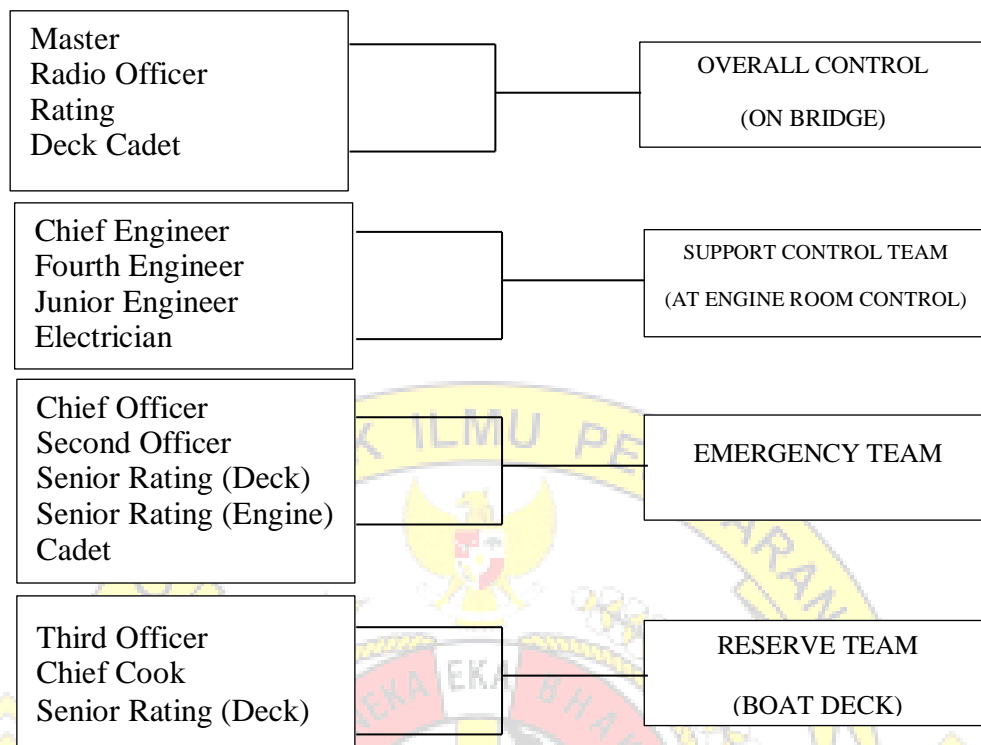 Master
Radio Officer
Rating
Deck Cadet
OVERALL CONTROL
(ON BRIDGE)
Chief Engineer
Fourth Engineer
Junior Engineer
Electrician
SUPPORT CONTROL TEAM
(AT ENGINE ROOM CONTROL)
Chief Officer
Second Officer
Senior Rating (Deck)
Senior Rating (Engine)
Cadet
EMERGENCY TEAM
Third Officer
Chief Cook
Senior Rating (Deck)
RESERVE TEAM
(BOAT DECK)
ILMU
EKA